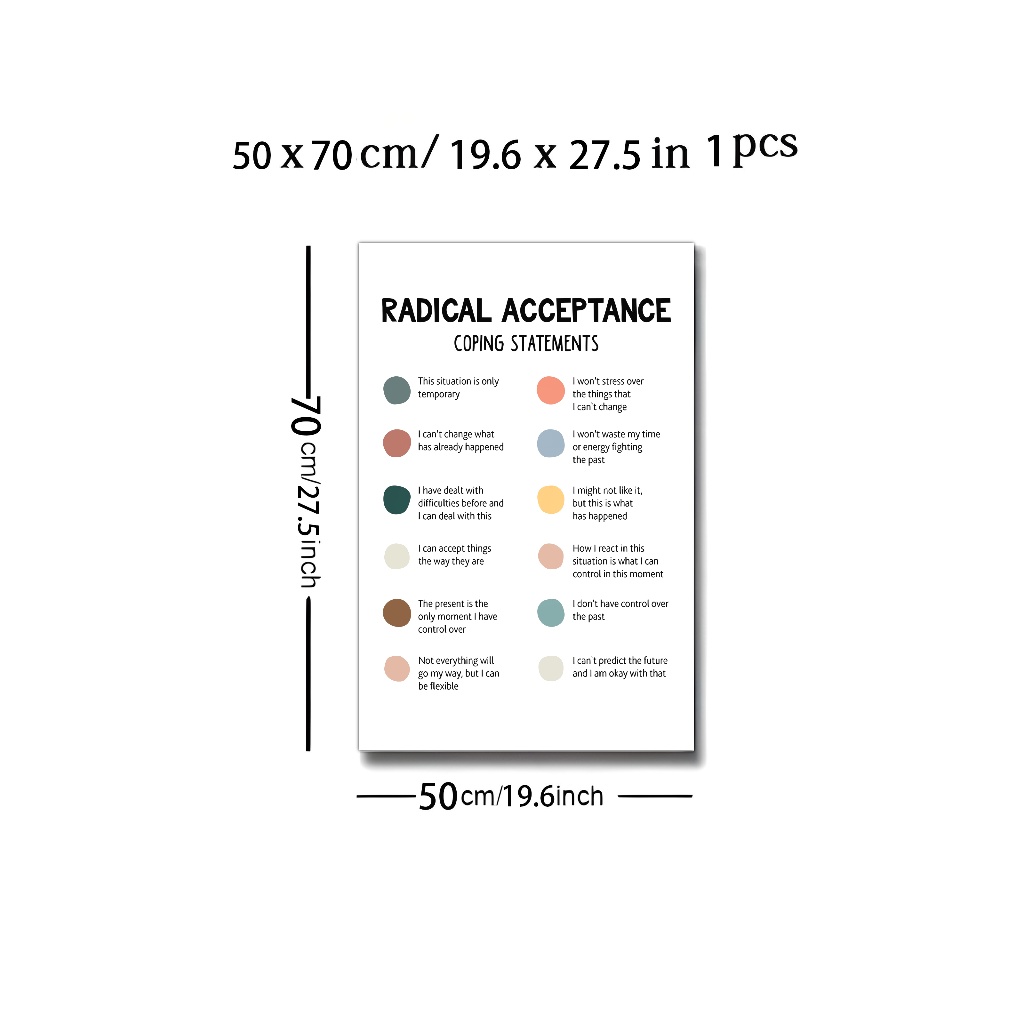 50 x 70 cm/ 19.6 x 27.5 in 1 pcs
70 cm/27.5inch
RADICAL ACCEPTANCE
COPING STATEMENTS
This situation is only
temporary
I can't change what
has already happened
I have dealt with
difficulties before and
I can deal with this
I can accept things
the way they are
The present is the
only moment I have
control over
Not everything will
go my way, but I can
be flexible
I won't stress over
the things that
I can't change
I won't waste my time
or energy fighting
the past
I might not like it,
but this is what
has happened
How I react in this
situation is what I can
control in this moment
I don't have control over
the past
I can't predict the future
and I am okay with that
50cm/19.6inch